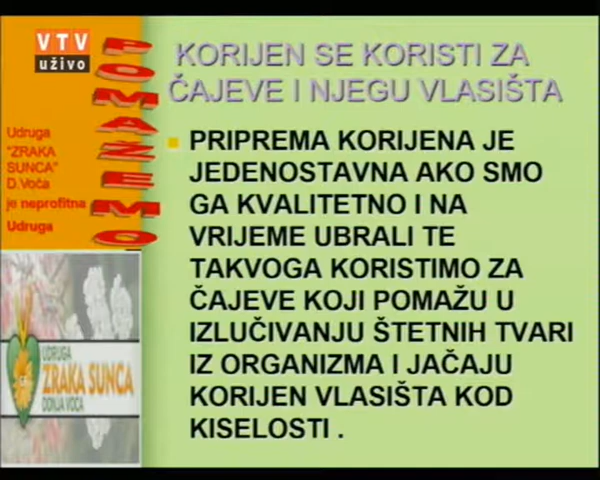 VTV
uživo
POMAŽEMO
Udruga
"ZRAKA
SUNCA"
D.Voća
je neprofitna
Udruga
UDRUGA
ZRAKA SUNCA
DONJA VOĆA
KORIJEN SE KORISTI ZA
ČAJEVE I NJEGU VLASIŠTA
PRIPREMA KORIJENA JE
JEDENOSTAVNA AKO SMO
GA KVALITETNO I NA
VRIJEME UBRALI TE
TAKVOGA KORISTIMO ZA
ČAJEVE KOJI POMAŽU U
IZLUČIVANJU ŠTETNIH TVARI
IZ ORGANIZMA I JAČAJU
KORIJEN VLASIŠTA KOD
KISELOSTI .